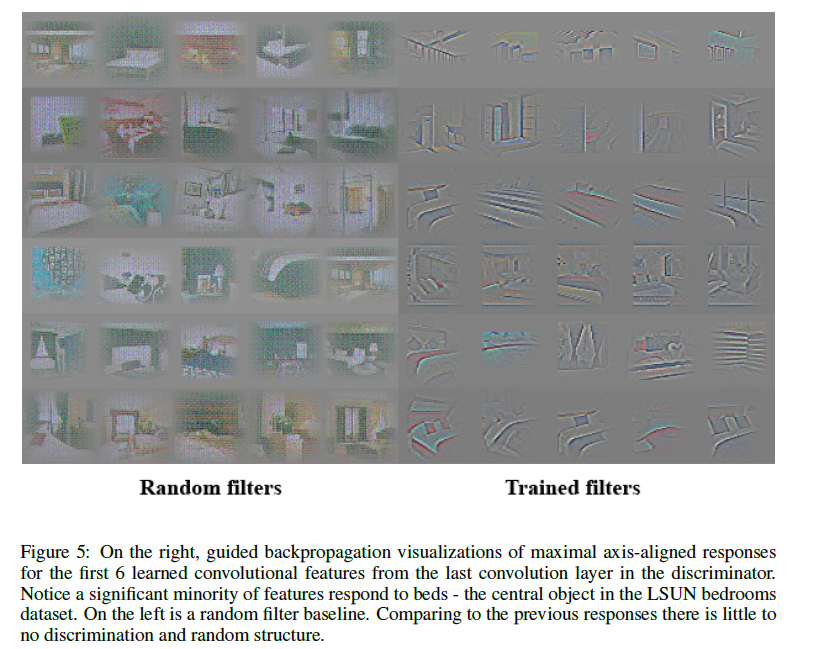 Random filters
Trained filters
Figure 5: On the right, guided backpropagation visualizations of maximal axis-aligned responses
for the first 6 learned convolutional features from the last convolution layer in the discriminator.
Notice a significant minority of features respond to beds - the central object in the LSUN bedrooms
dataset. On the left is a random filter baseline. Comparing to the previous responses there is little to
no discrimination and random structure.